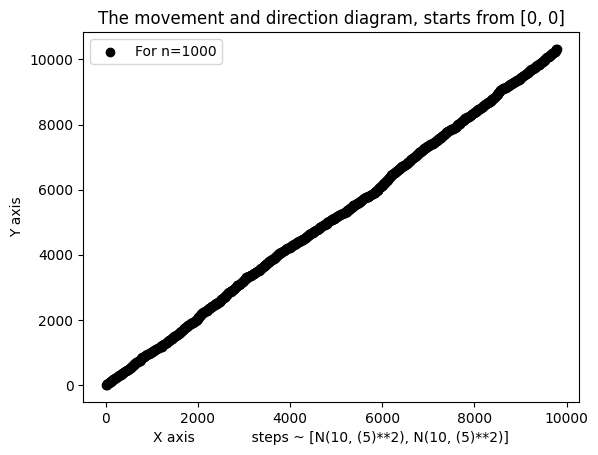 The movement and direction diagram, starts from [0, 0]
For n=1000
10000
8000
6000
4000
2000
0
Y axis
0 2000 4000 6000 8000 10000
X axis steps ~ [N(10, (5)**2), N(10, (5)**2)]